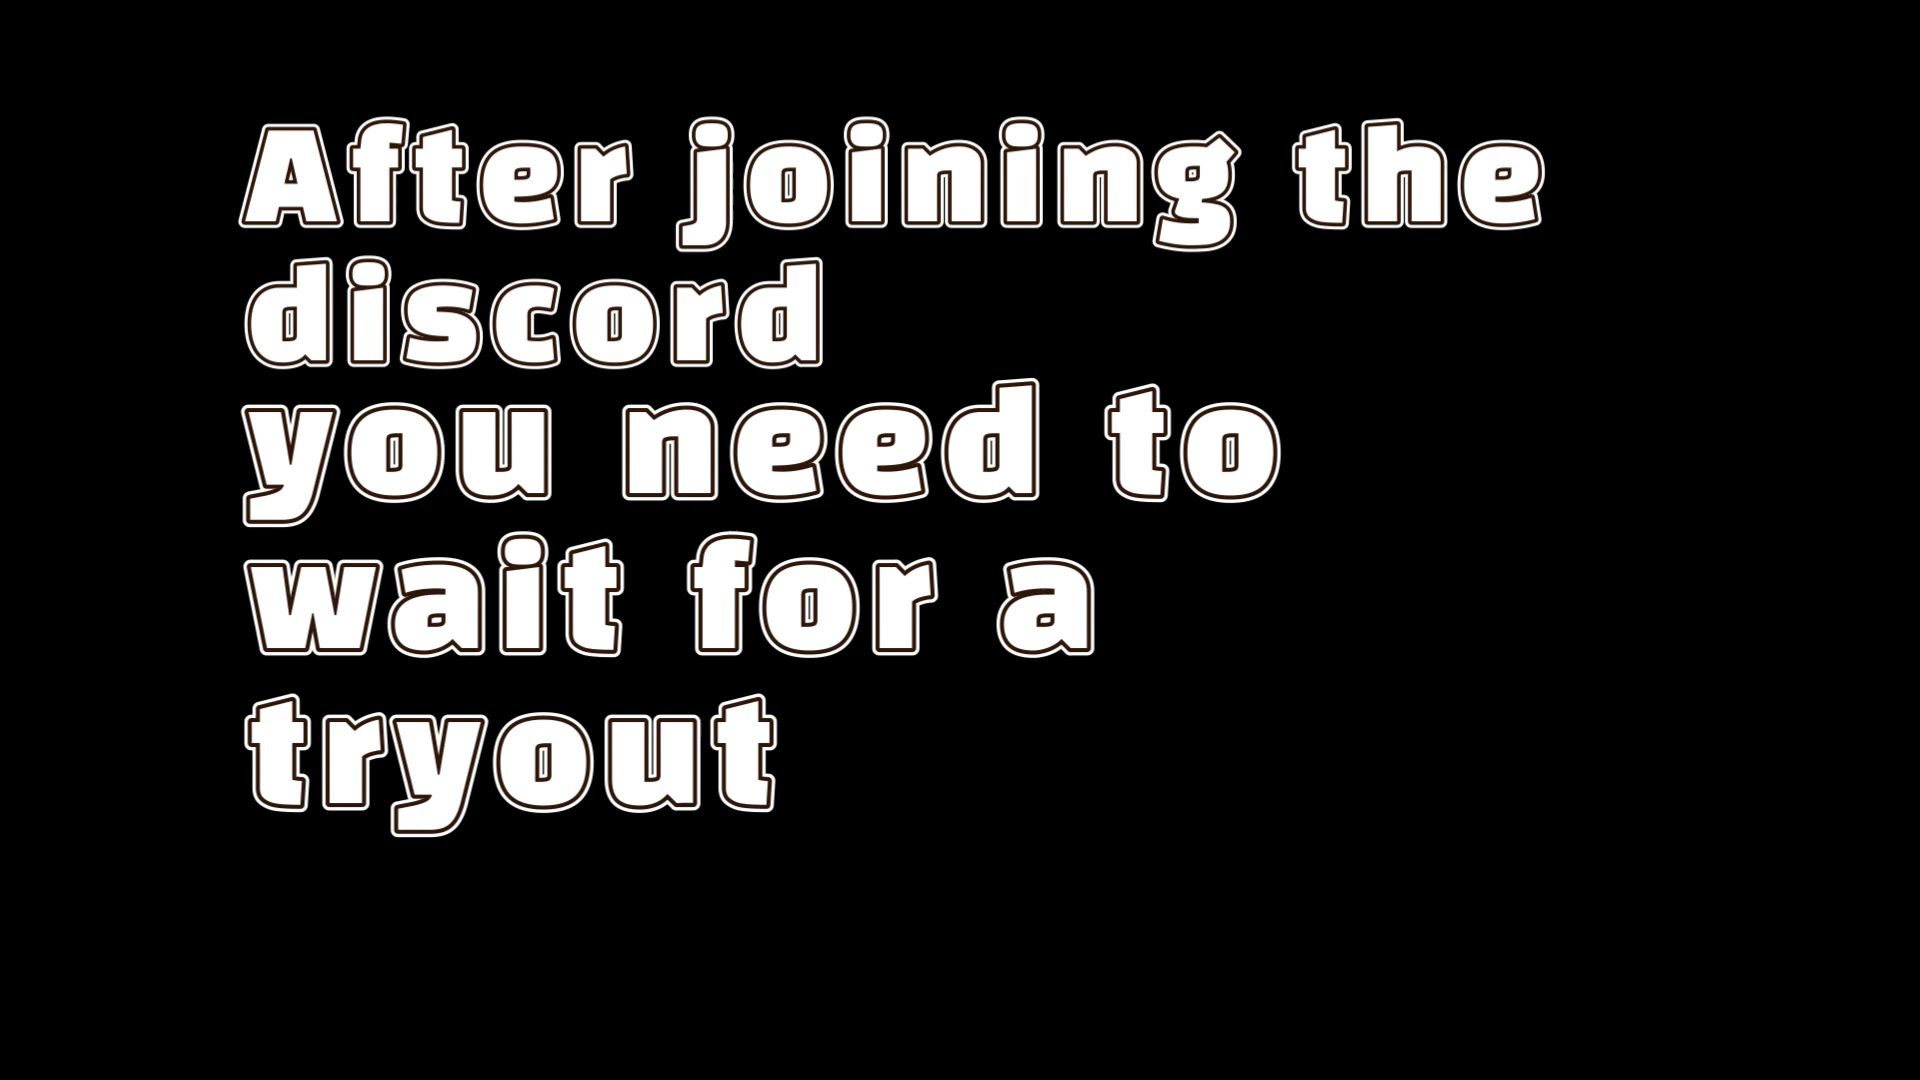 After joining the
discord
you need to
wait for a
tryout